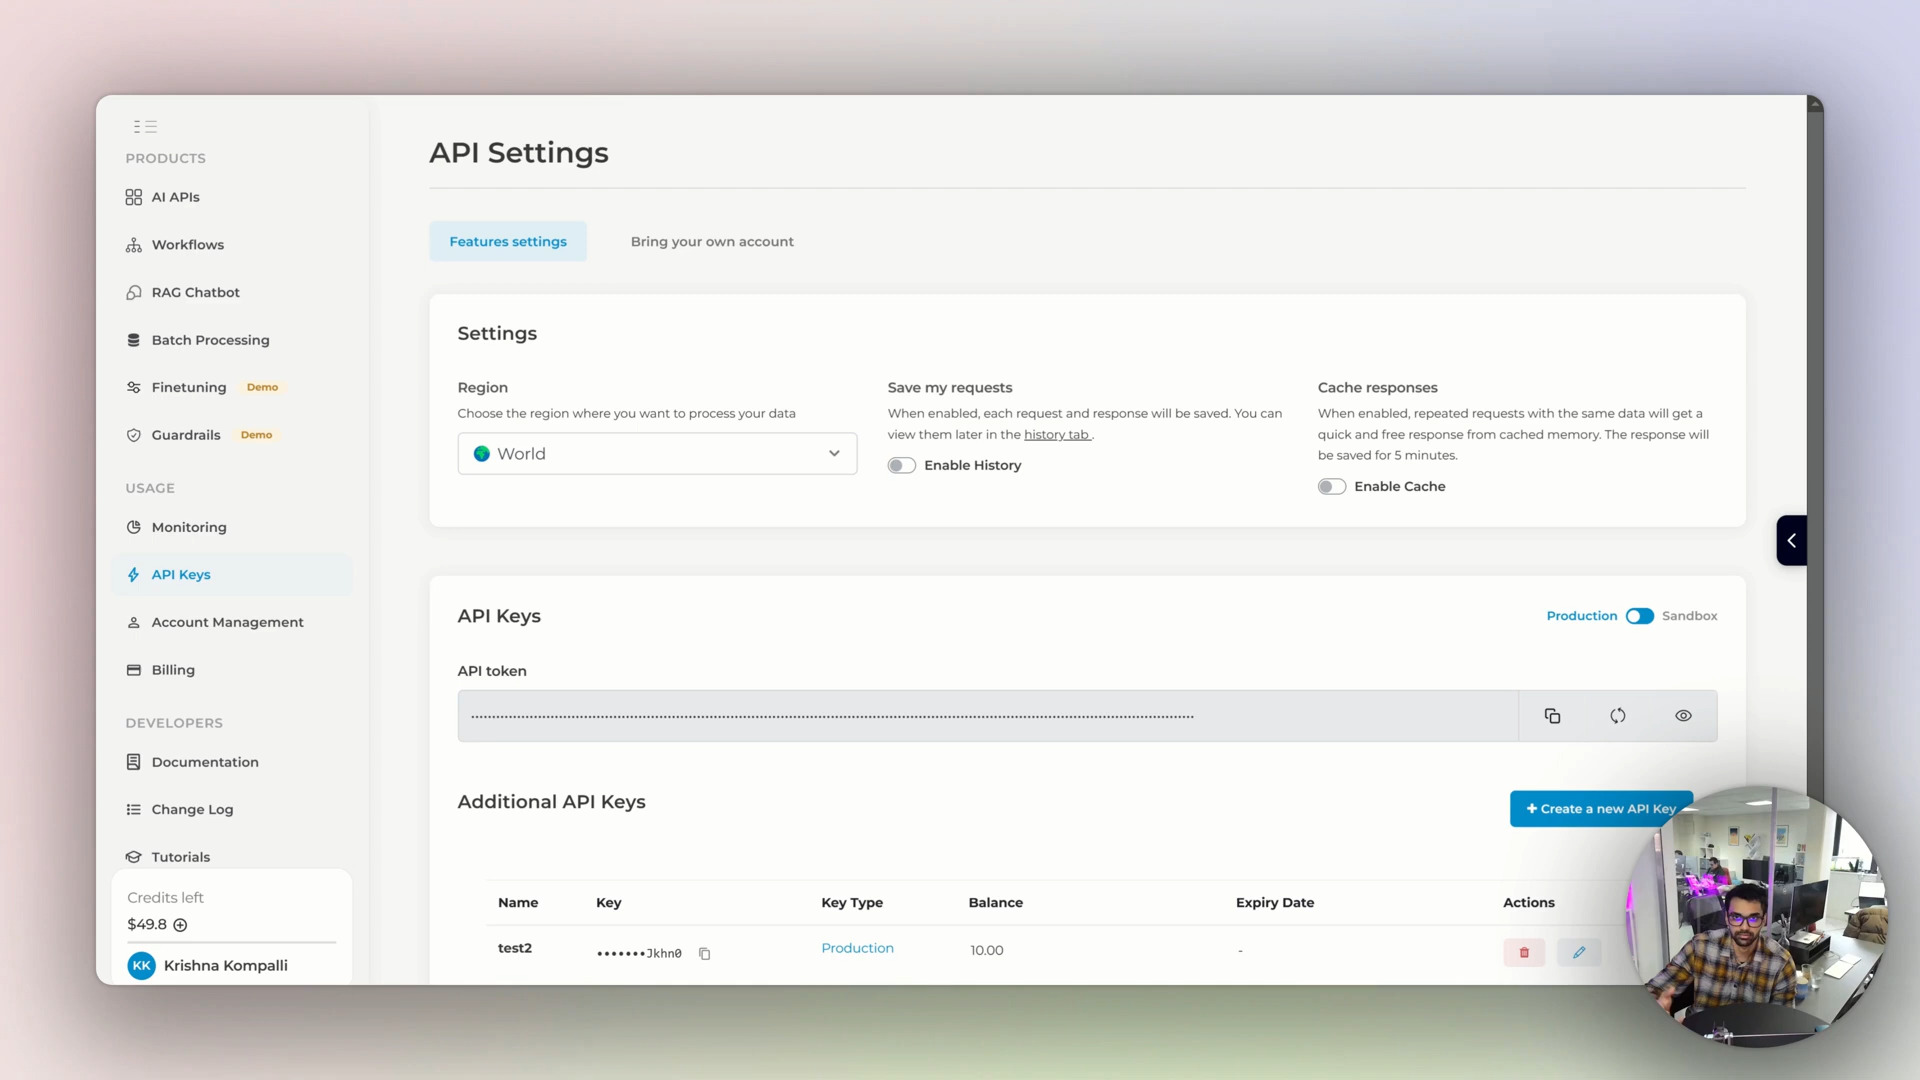 PRODUCTS
AI APIs
Workflows
RAG Chatbot
Batch Processing
Finetuning Demo
Guardrails Demo
USAGE
Monitoring
API Keys
Account Management
Billing
DEVELOPERS
Documentation
Change Log
Tutorials
Credits left
$49.8
KK Krishna Kompalli
API Settings
Features settings Bring your own account
Settings
Region
Choose the region where you want to process your data
World
Save my requests
When enabled, each request and response will be saved. You can
view them later in the history tab .
Enable History
Cache responses
When enabled, repeated requests with the same data will get a
quick and free response from cached memory. The response will
be saved for 5 minutes.
Enable Cache
API Keys
Production Sandbox
API token
Additional API Keys
+ Create a new API Key
Name Key Key Type Balance Expiry Date Actions
test2 •••••••Jkhn0 Production 10.00 -